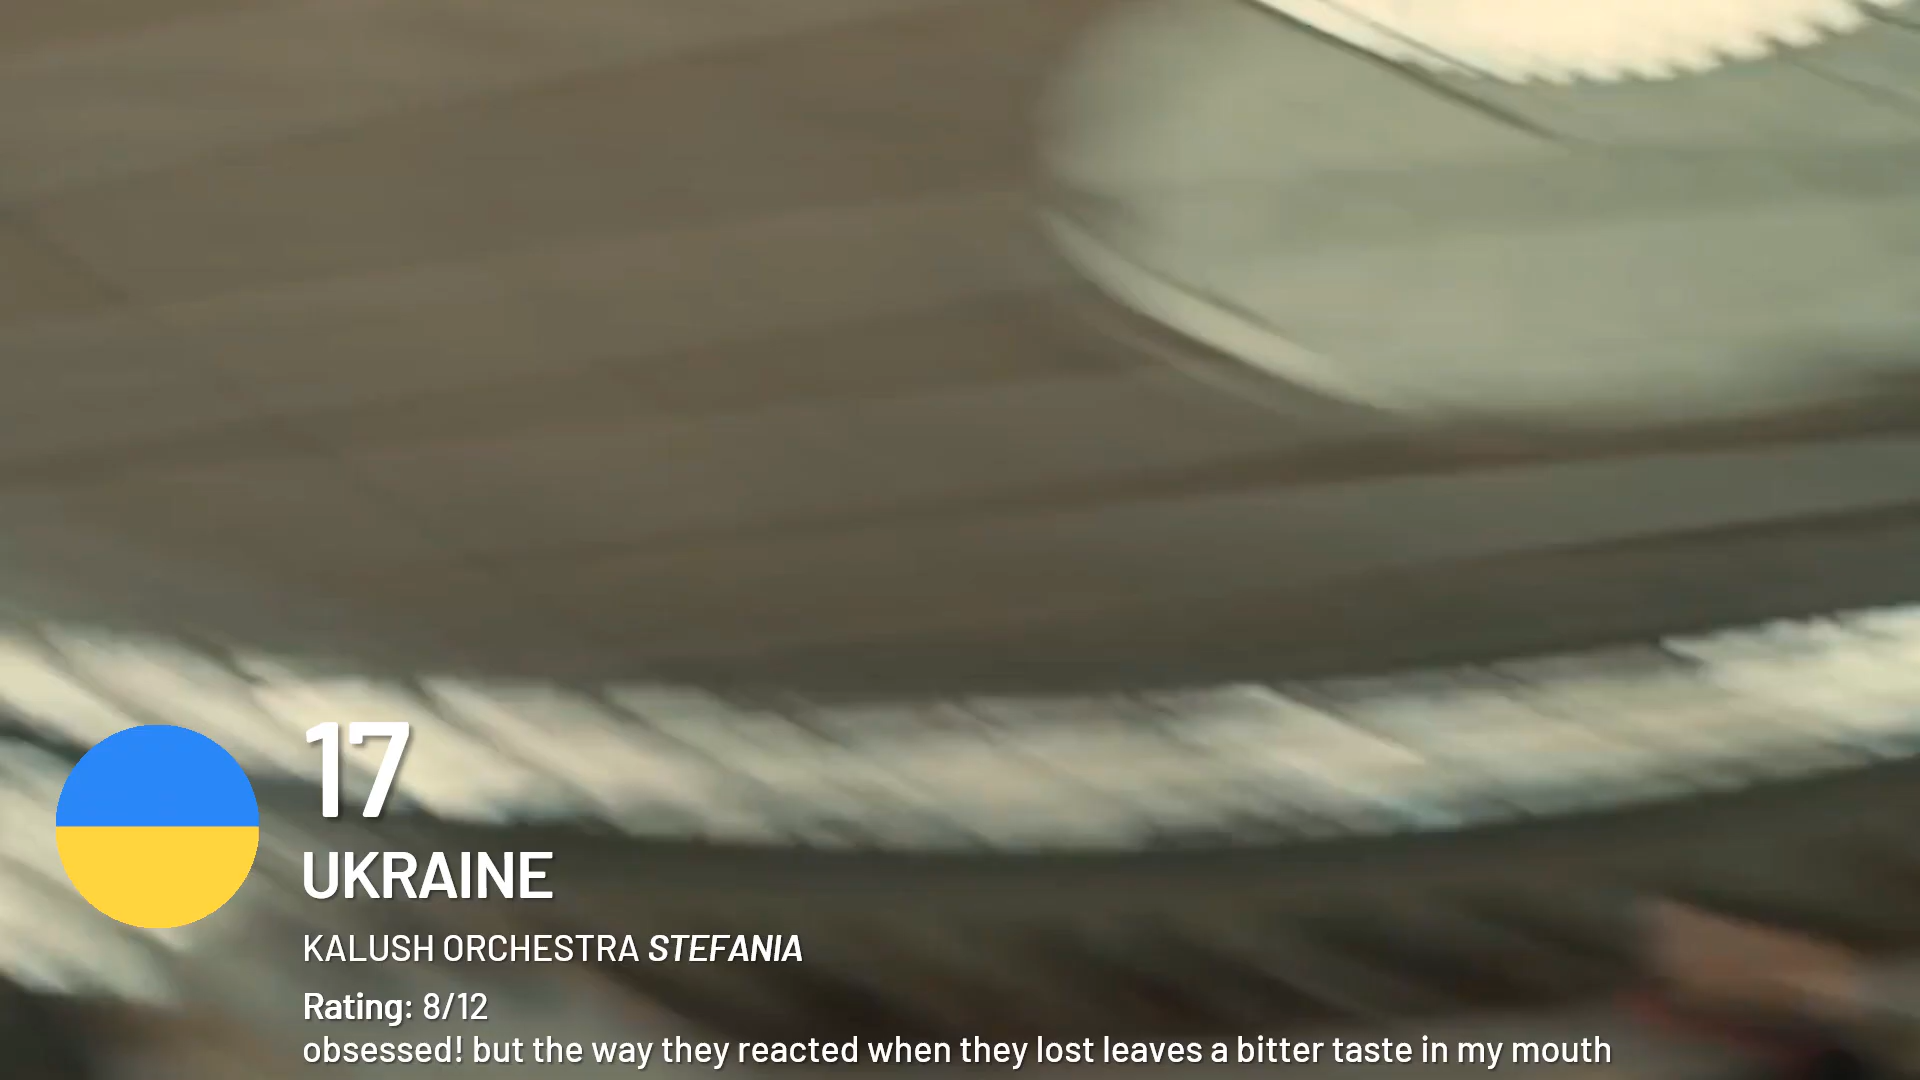 17
UKRAINE
KALUSH ORCHESTRA STEFANIA
Rating: 8/12
obsessed! but the way they reacted when they lost leaves a bitter taste in my mouth